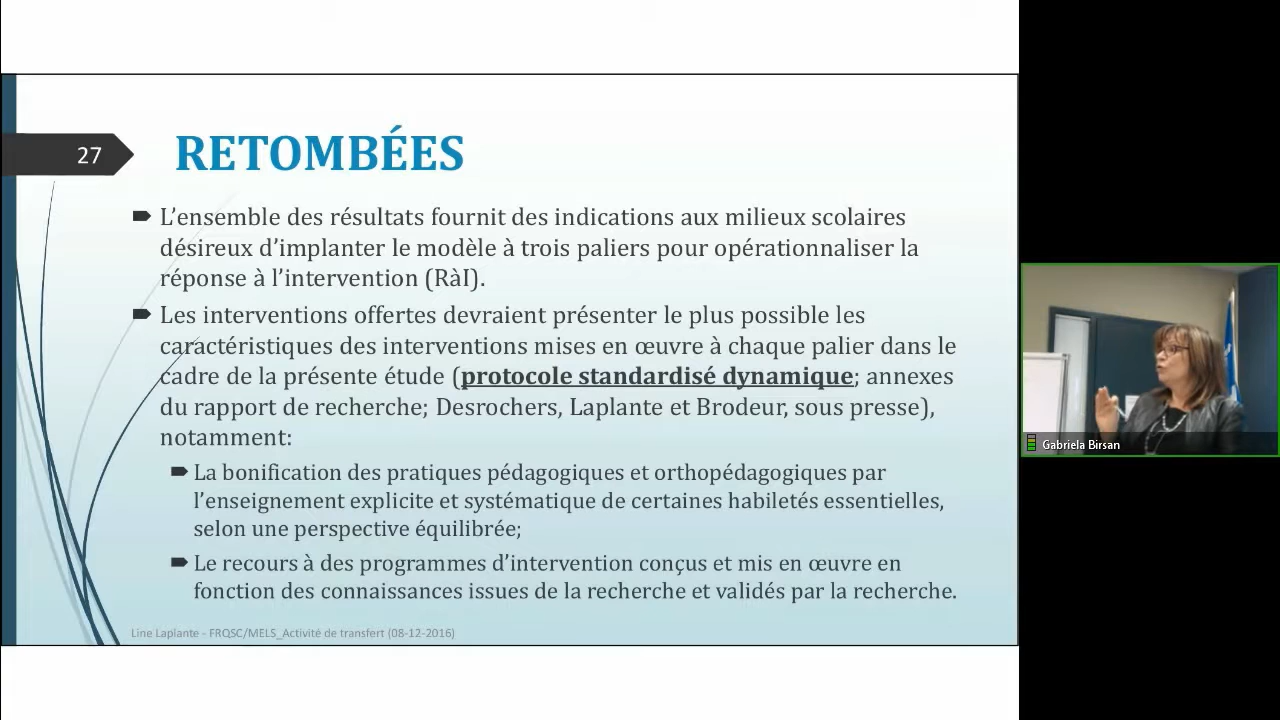 27
RETOMBÉES
L’ensemble des résultats fournit des indications aux milieux scolaires
désireux d’implanter le modèle à trois paliers pour opérationnaliser la
réponse à l’intervention (RàI).
Les interventions offertes devraient présenter le plus possible les
caractéristiques des interventions mises en œuvre à chaque palier dans le
cadre de la présente étude (protocole standardisé dynamique; annexes
du rapport de recherche; Desrochers, Laplante et Brodeur, sous presse),
notamment:
La bonification des pratiques pédagogiques et orthopédagogiques par
l’enseignement explicite et systématique de certaines habiletés essentielles,
selon une perspective équilibrée;
Le recours à des programmes d’intervention conçus et mis en œuvre en
fonction des connaissances issues de la recherche et validés par la recherche.
Line Laplante - FRQSC/MELS_Activité de transfert (08-12-2016)
Gabriela Birsan